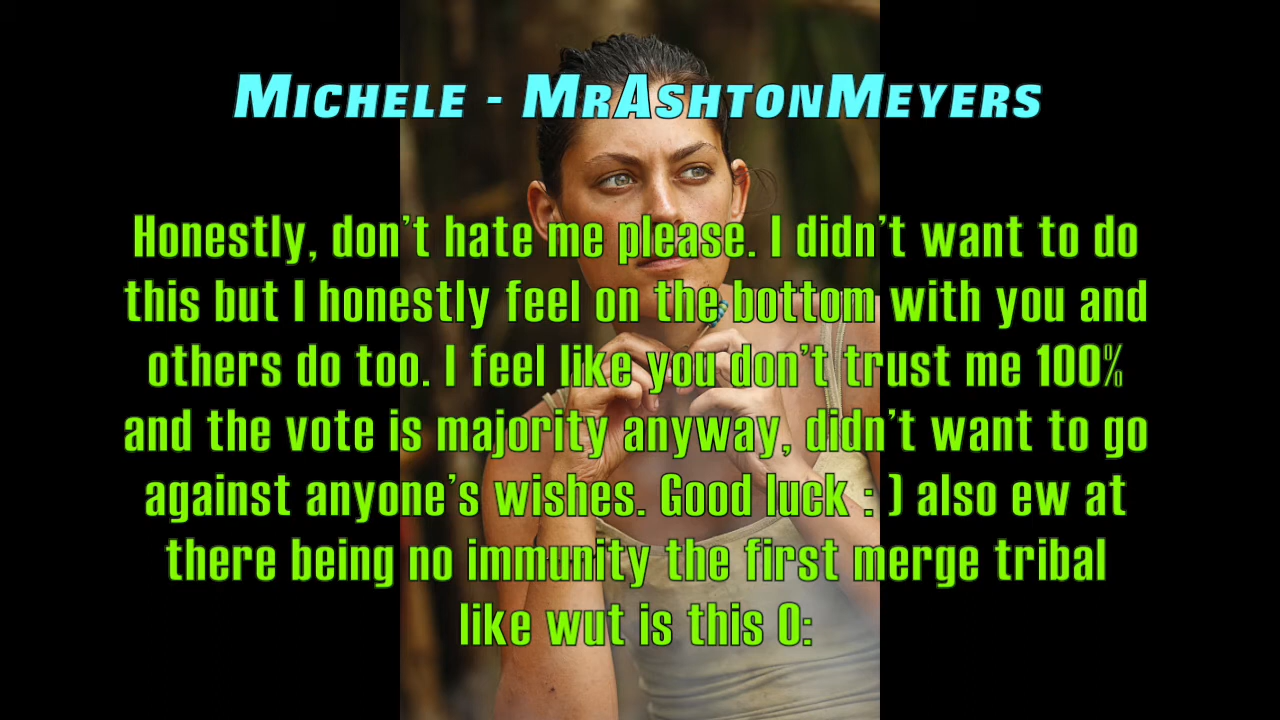 Michele - MrAshtonMeyers
Honestly, don't hate me please. I didn't want to do
this but I honestly feel on the bottom with you and
others do too. I feel like you don't trust me 100%
and the vote is majority anyway, didn't want to go
against anyone's wishes. Good luck : ) also ew at
there being no immunity the first merge tribal
like wut is this O: